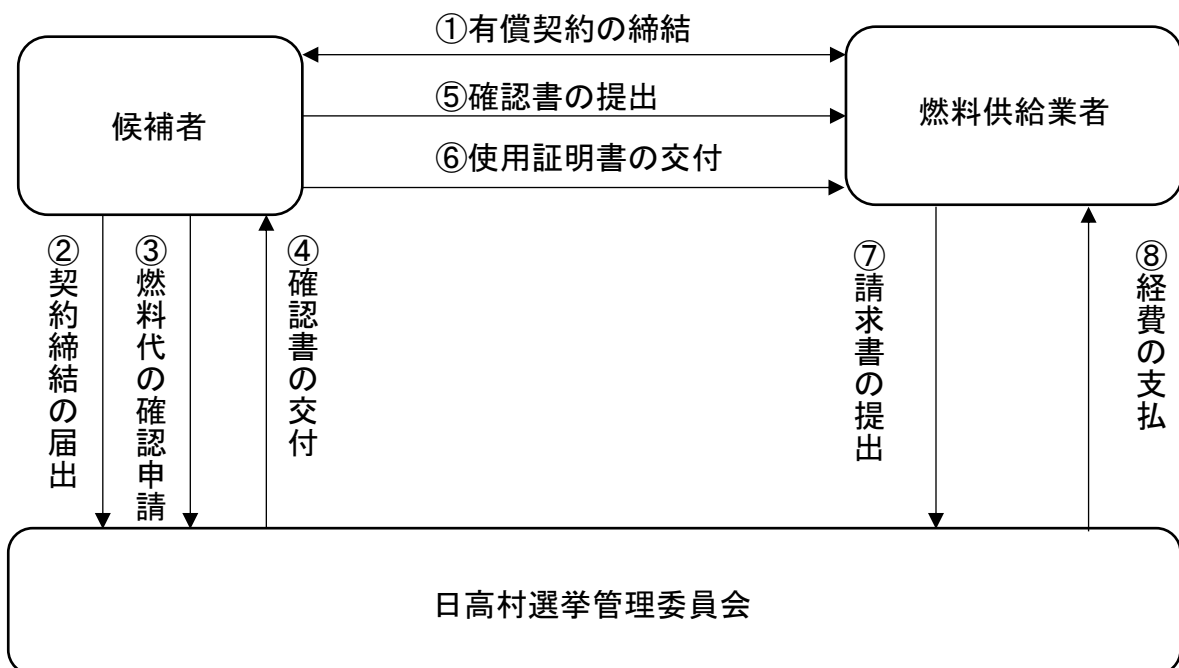 ①有償契約の締結
候補者
⑤確認書の提出
燃料供給業者
⑥使用証明書の交付
②契約締結の届出
③燃料代の確認申請
④確認書の交付
⑦請求書の提出
⑧経費の支払
日高村選挙管理委員会